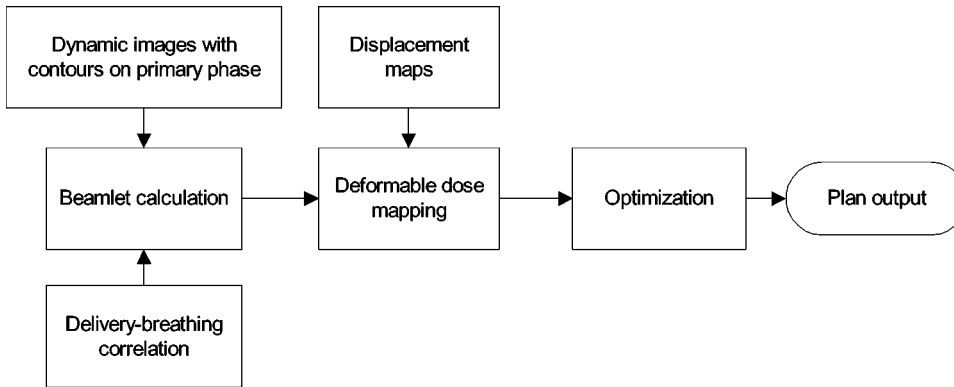 Dynamic images with
contours on primary phase
Displacement
maps
Beamlet calculation
Deformable dose
mapping
Optimization
Plan output
Delivery-breathing
correlation